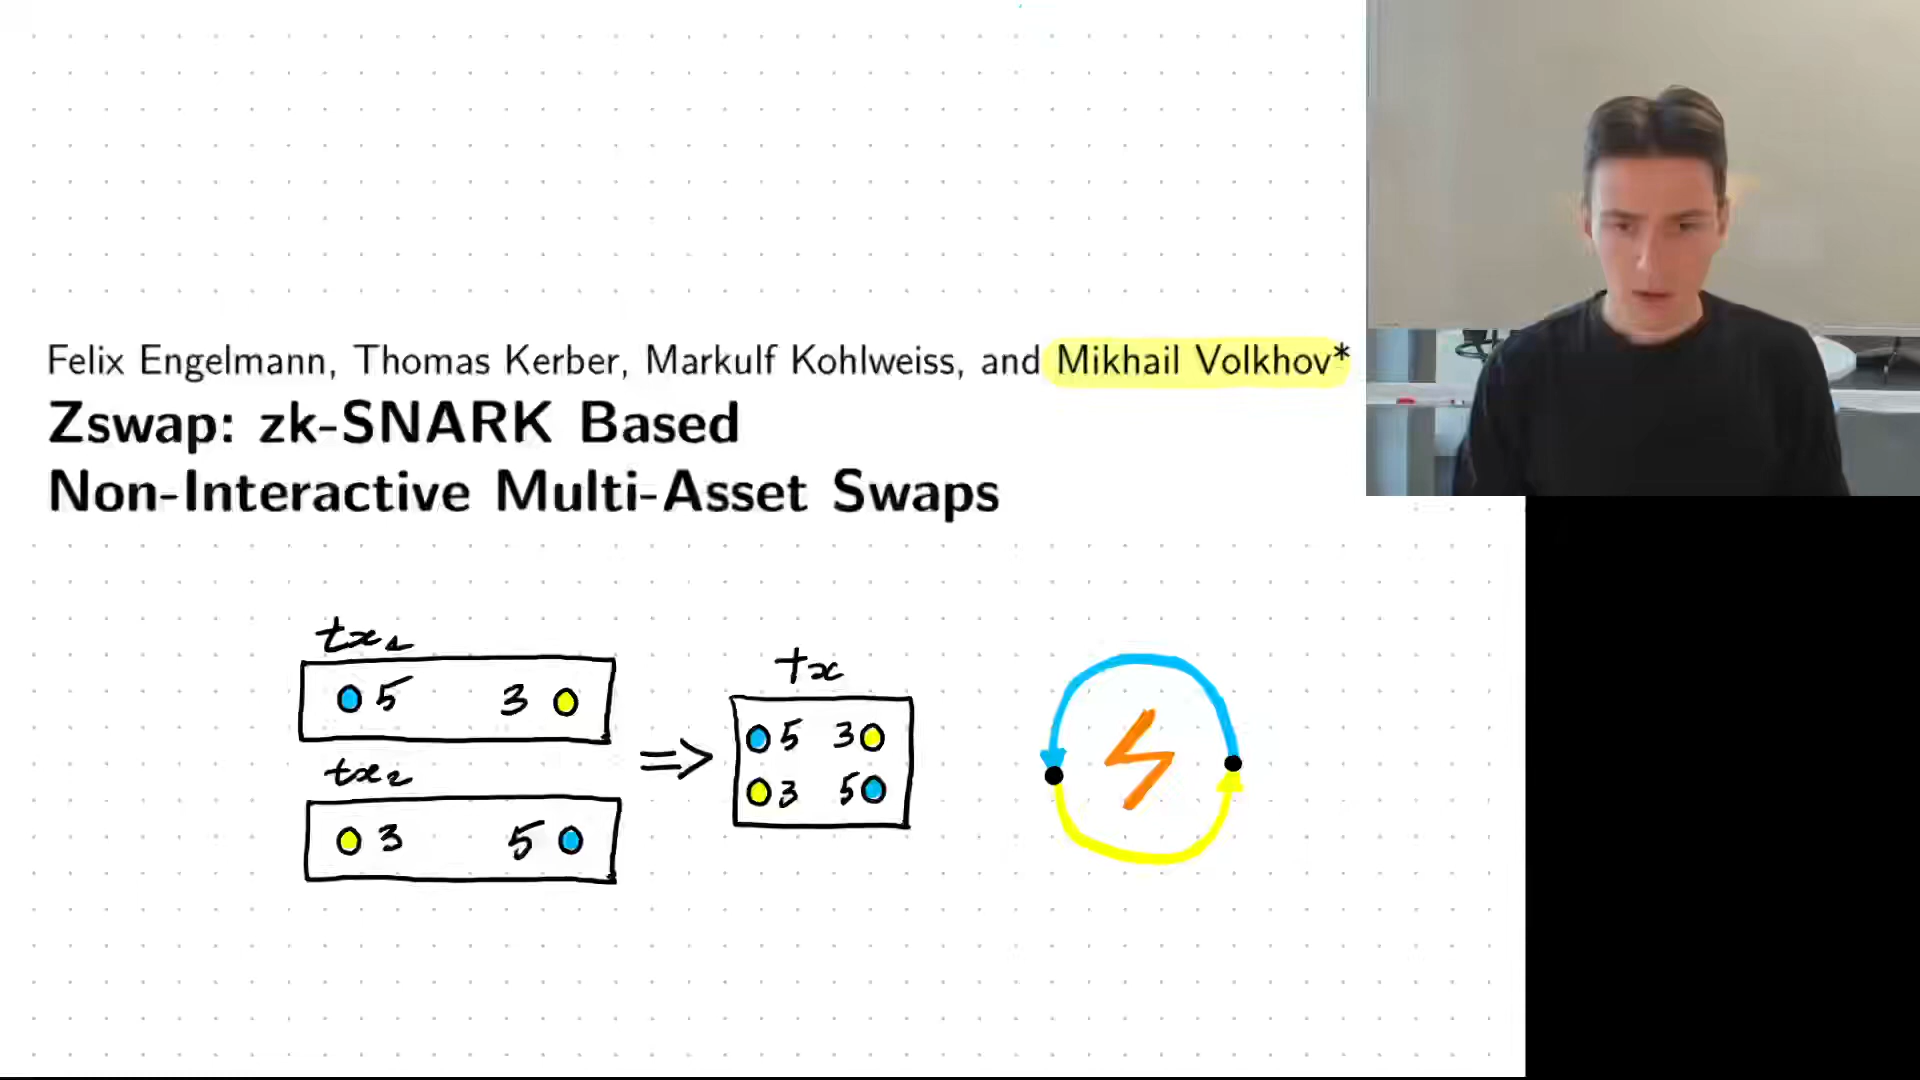 Felix Engelmann, Thomas Kerber, Markulf Kohlweiss, and Mikhail Volkhov*
Zswap: zk-SNARK Based
Non-Interactive Multi-Asset Swaps
tx₁
5 3
tx₂
3 5
=>
tx
5 3
3 5